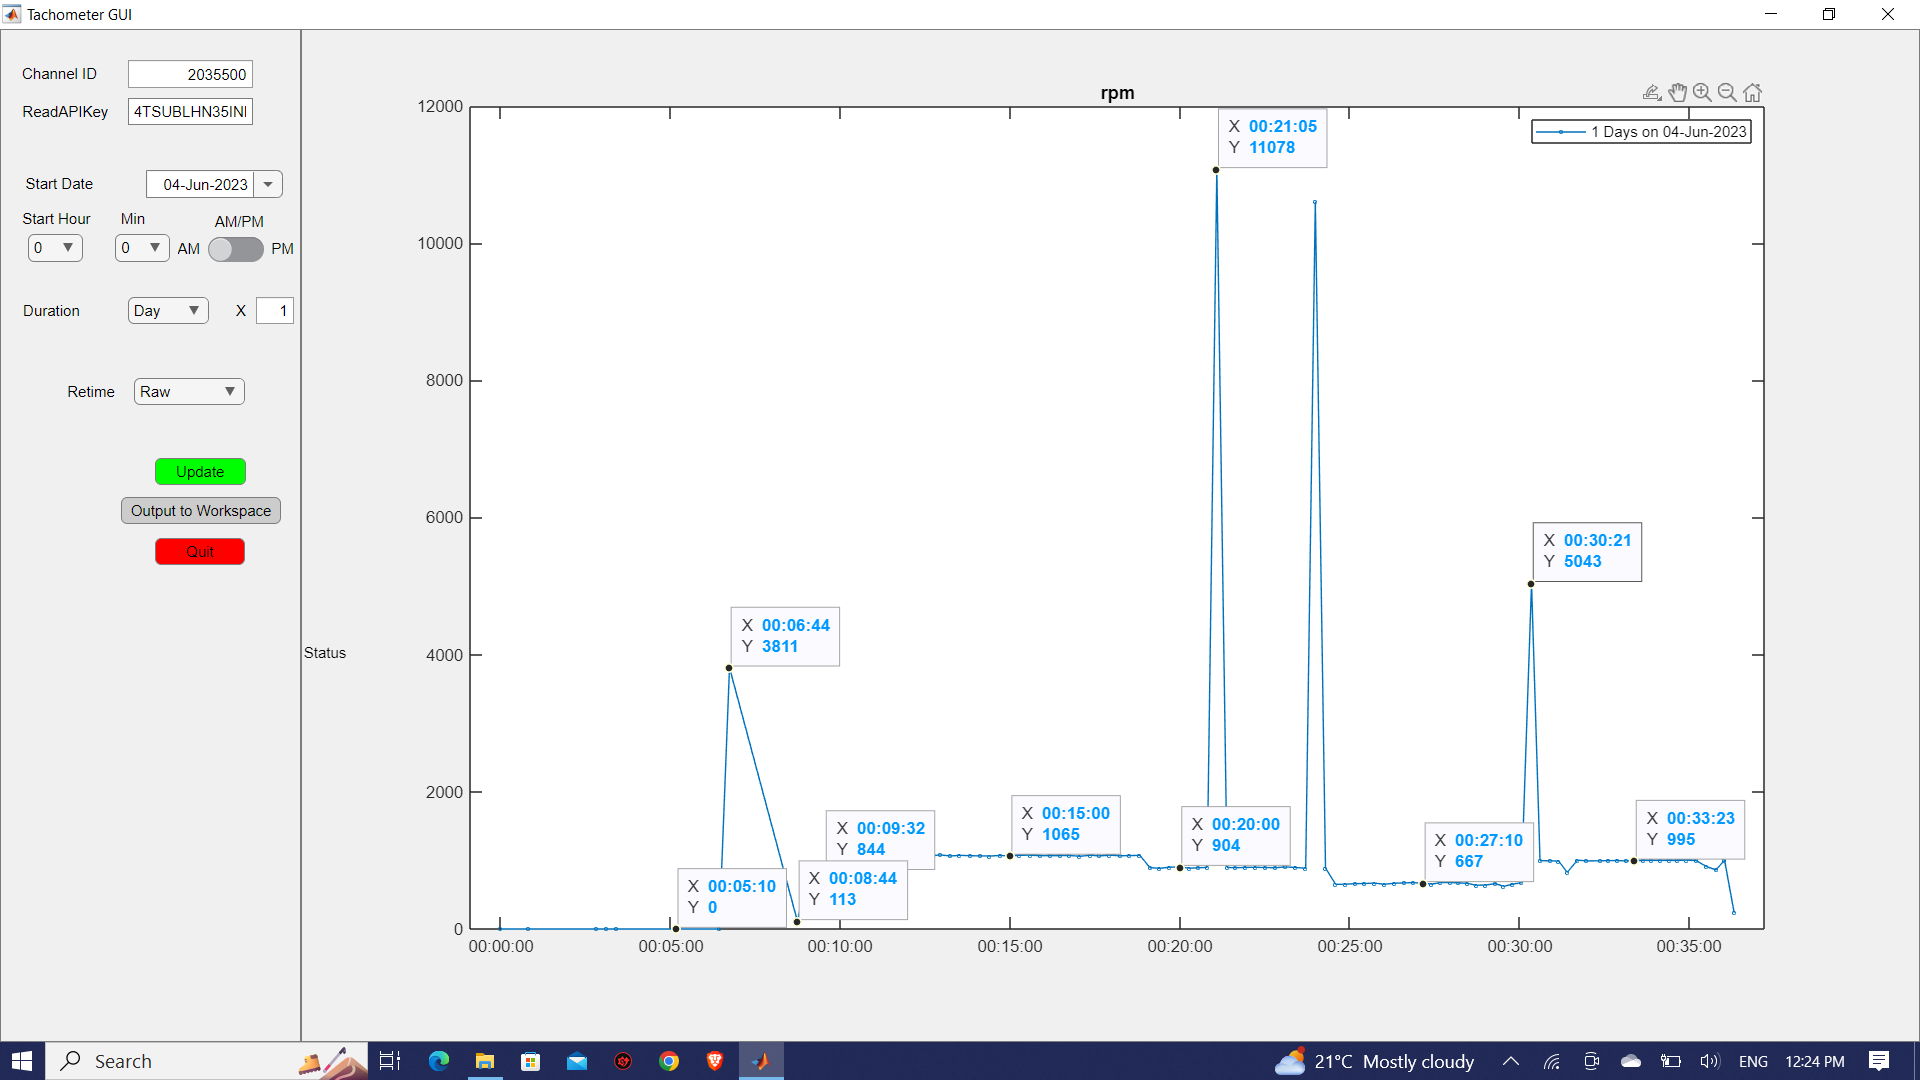 Tachometer GUI
Channel ID 2035500
ReadAPIKey 4TSUBLHN35INI
Start Date 04-Jun-2023
Start Hour Min AM/PM
0 0 AM PM
Duration Day X 1
Retime Raw
Update
Output to Workspace
Quit
Status
rpm
1 Days on 04-Jun-2023
12000
10000
8000
6000
4000
2000
0
X 00:21:05
Y 11078
X 00:30:21
Y 5043
X 00:06:44
Y 3811
X 00:09:32
Y 844
X 00:15:00
Y 1065
X 00:20:00
Y 904
X 00:27:10
Y 667
X 00:33:23
Y 995
X 00:05:10
Y 0
X 00:08:44
Y 113
00:00:00 00:05:00 00:10:00 00:15:00 00:20:00 00:25:00 00:30:00 00:35:00
Search 21°C Mostly cloudy ENG 12:24 PM